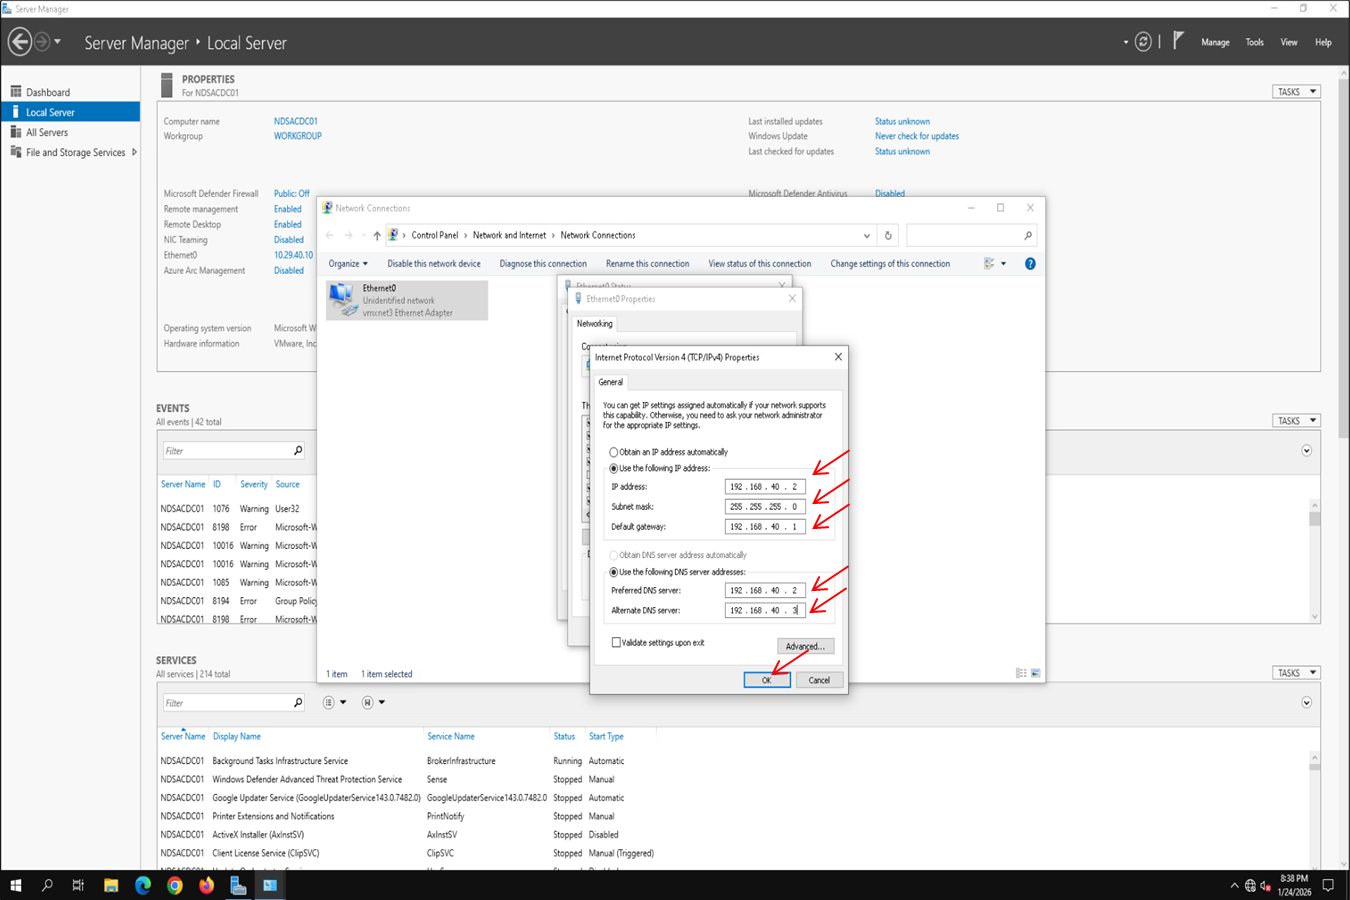 Server Manager
Server Manager ‣ Local Server
Manage Tools View Help
Dashboard
Local Server
All Servers
File and Storage Services
PROPERTIES
For NDSACDC01
TASKS
Computer name NDSACDC01
Workgroup WORKGROUP
Last installed updates Status unknown
Windows Update Never check for updates
Last checked for updates Status unknown
Microsoft Defender Firewall Public: Off
Remote management Enabled
Remote Desktop Enabled
NIC Teaming Disabled
Ethernet0 10.29.40.10
Azure Arc Management Disabled
Microsoft Defender Antivirus Disabled
Operating system version Microsoft W
Hardware information VMware, Inc
Network Connections
Control Panel › Network and Internet › Network Connections
Organize Disable this network device Diagnose this connection Rename this connection View status of this connection Change settings of this connection
Ethernet0
Unidentified network
vmxnet3 Ethernet Adapter
1 item 1 item selected
Ethernet0 Status
Ethernet0 Properties
Networking
Internet Protocol Version 4 (TCP/IPv4) Properties
General
You can get IP settings assigned automatically if your network supports
this capability. Otherwise, you need to ask your network administrator
for the appropriate IP settings.
Obtain an IP address automatically
Use the following IP address:
IP address: 192 . 168 . 40 . 2
Subnet mask: 255 . 255 . 255 . 0
Default gateway: 192 . 168 . 40 . 1
Obtain DNS server address automatically
Use the following DNS server addresses:
Preferred DNS server: 192 . 168 . 40 . 2
Alternate DNS server: 192 . 168 . 40 . 3
Validate settings upon exit
Advanced...
OK Cancel
EVENTS
All events | 42 total
TASKS
Filter
Server Name ID Severity Source
NDSACDC01 1076 Warning User32
NDSACDC01 8198 Error Microsoft-W
NDSACDC01 10016 Warning Microsoft-W
NDSACDC01 10016 Warning Microsoft-W
NDSACDC01 1085 Warning Microsoft-W
NDSACDC01 8194 Error Group Policy
NDSACDC01 8198 Error Microsoft-W
SERVICES
All services | 214 total
TASKS
Filter
Server Name Display Name Service Name Status Start Type
NDSACDC01 Background Tasks Infrastructure Service BrokerInfrastructure Running Automatic
NDSACDC01 Windows Defender Advanced Threat Protection Service Sense Stopped Manual
NDSACDC01 Google Updater Service (GoogleUpdaterService143.0.7482.0) GoogleUpdaterService143.0.7482.0 Stopped Automatic
NDSACDC01 Printer Extensions and Notifications PrintNotify Stopped Manual
NDSACDC01 ActiveX Installer (AxInstSV) AxInstSV Stopped Disabled
NDSACDC01 Client License Service (ClipSVC) ClipSVC Stopped Manual (Triggered)
8:38 PM
1/24/2026